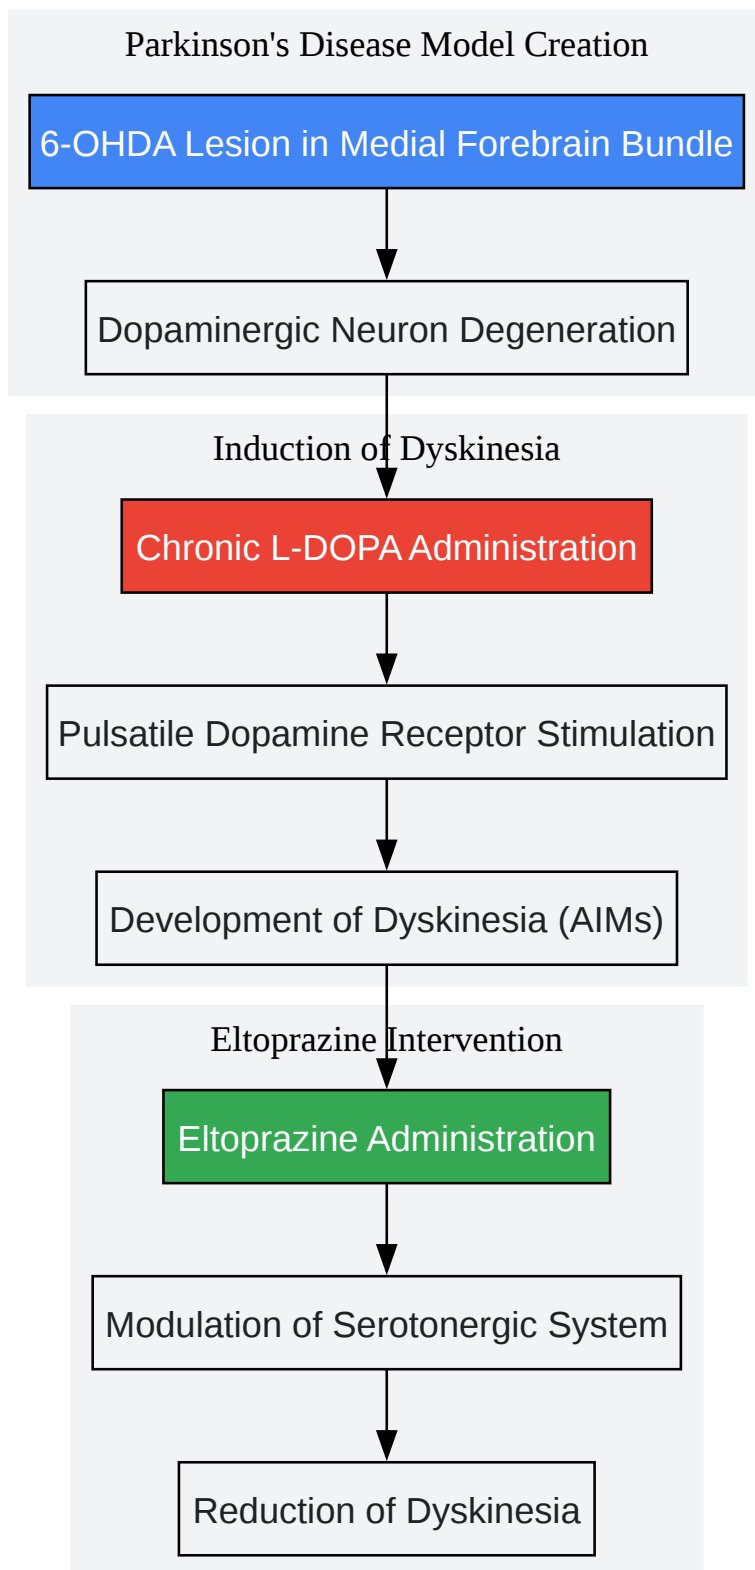 Parkinson's Disease Model Creation
6-OHDA Lesion in Medial Forebrain Bundle
Dopaminergic Neuron Degeneration
Induction of Dyskinesia
Chronic L-DOPA Administration
Pulsatile Dopamine Receptor Stimulation
Development of Dyskinesia (AIMs)
Eltoprazine Intervention
Eltoprazine Administration
Modulation of Serotonergic System
Reduction of Dyskinesia